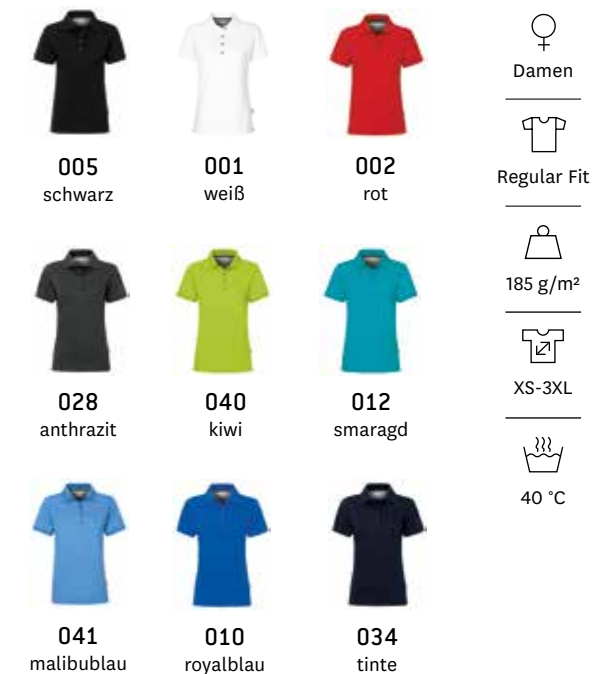 005
schwarz
001
weiß
002
rot
028
anthrazit
040
kiwi
012
smaragd
041
malibublau
010
royalblau
034
tinte
Damen
Regular Fit
185 g/m²
XS-3XL
40 °C